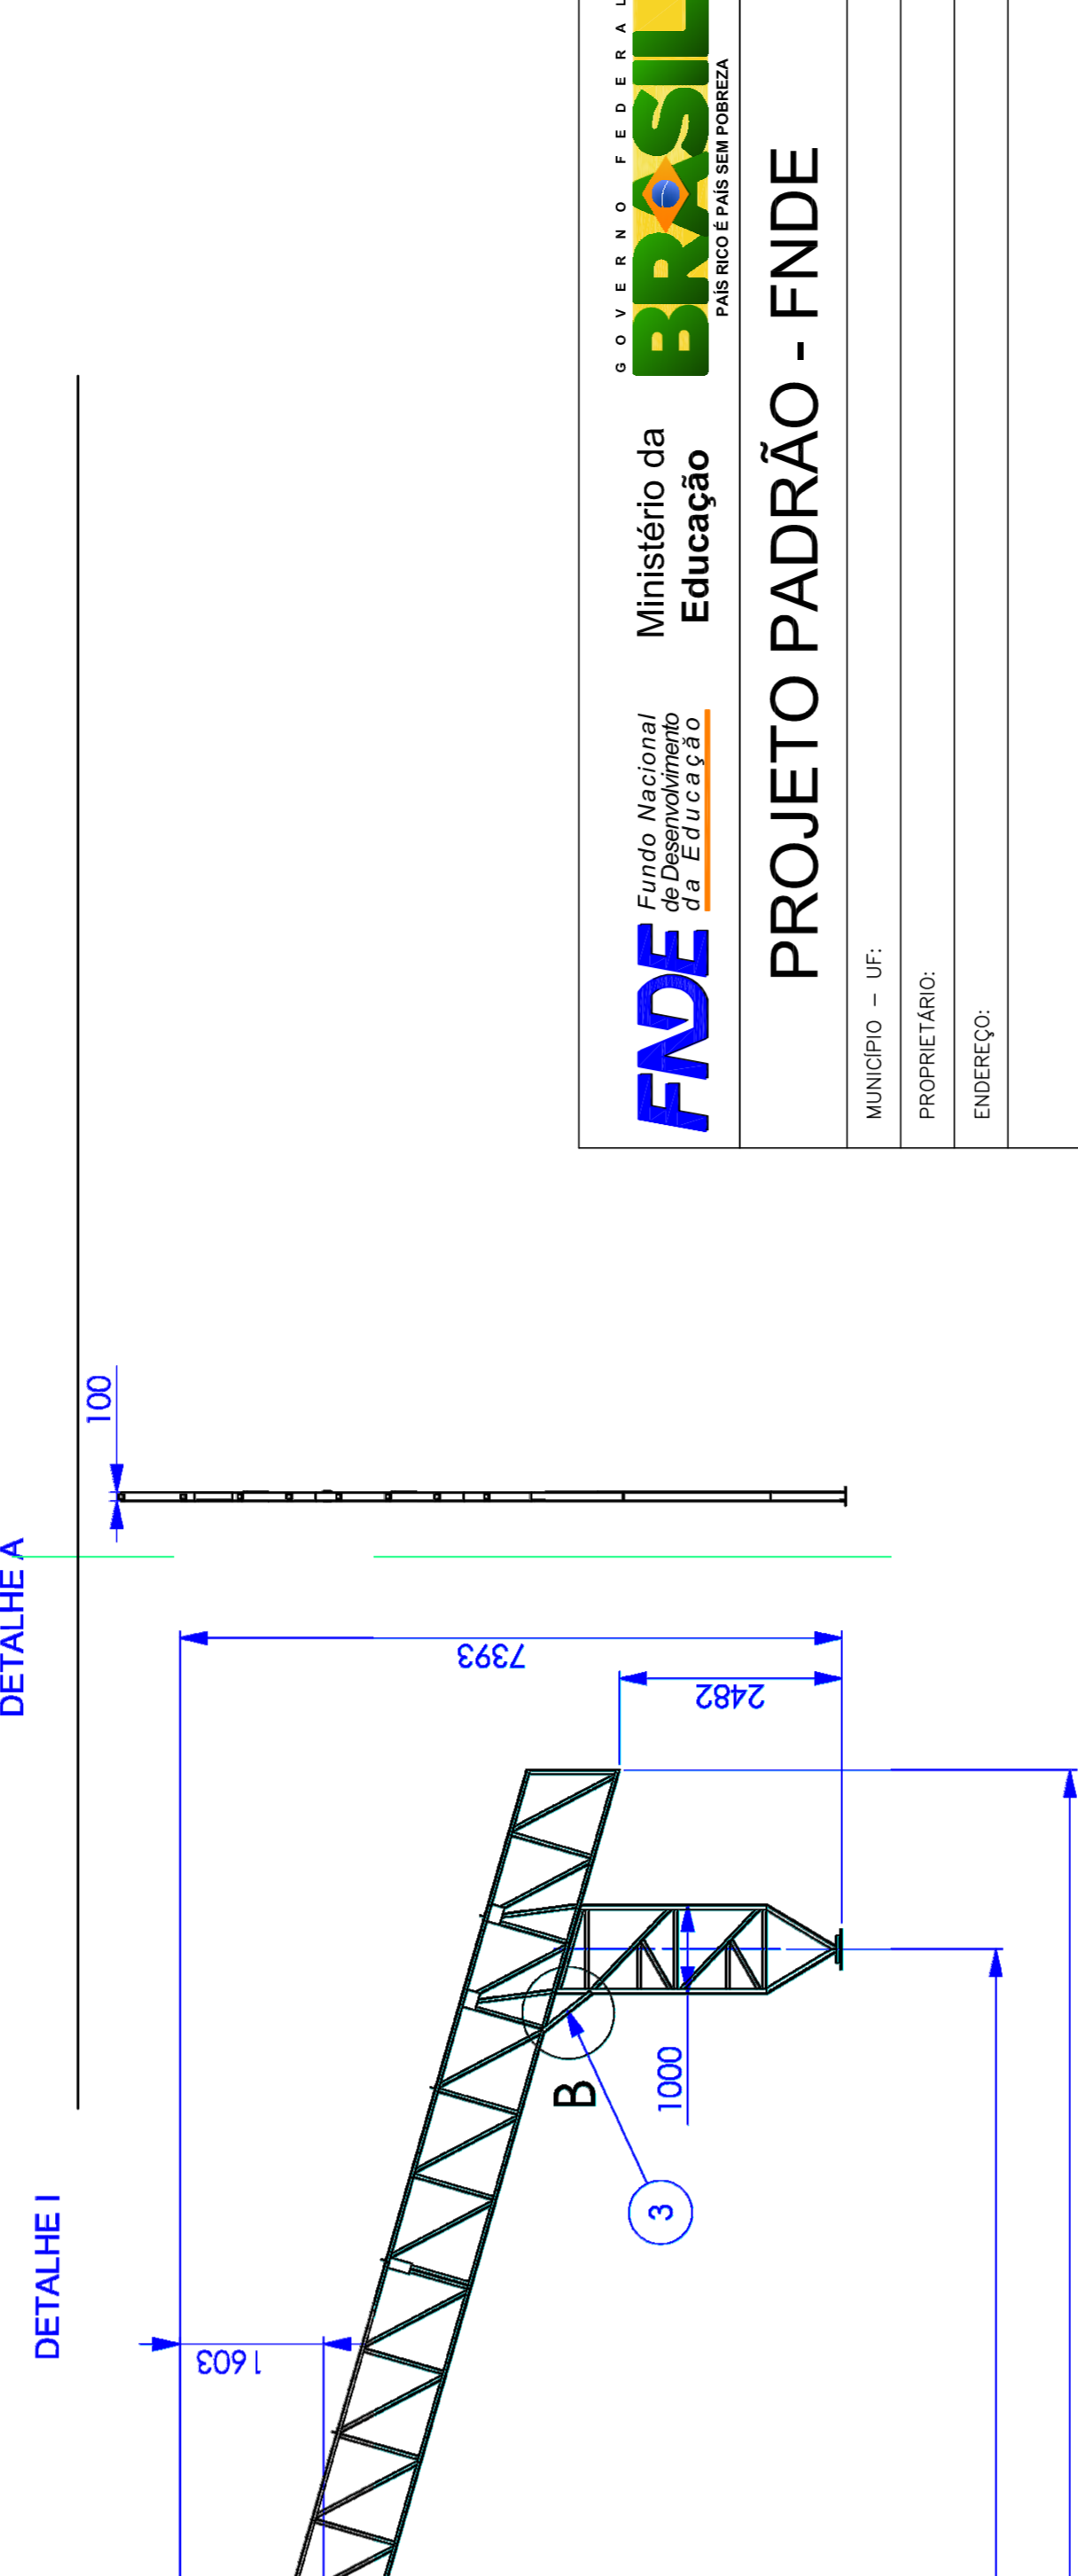 DETALHE A
DETALHE I
100
7393
2482
1603
1000
B
3
FNDE
Fundo Nacional
de Desenvolvimento
da Educação
Ministério da
Educação
GOVERNO FEDERAL
BRASIL
PAÍS RICO É PAÍS SEM POBREZA
PROJETO PADRÃO - FNDE
MUNICÍPIO – UF:
PROPRIETÁRIO:
ENDEREÇO: